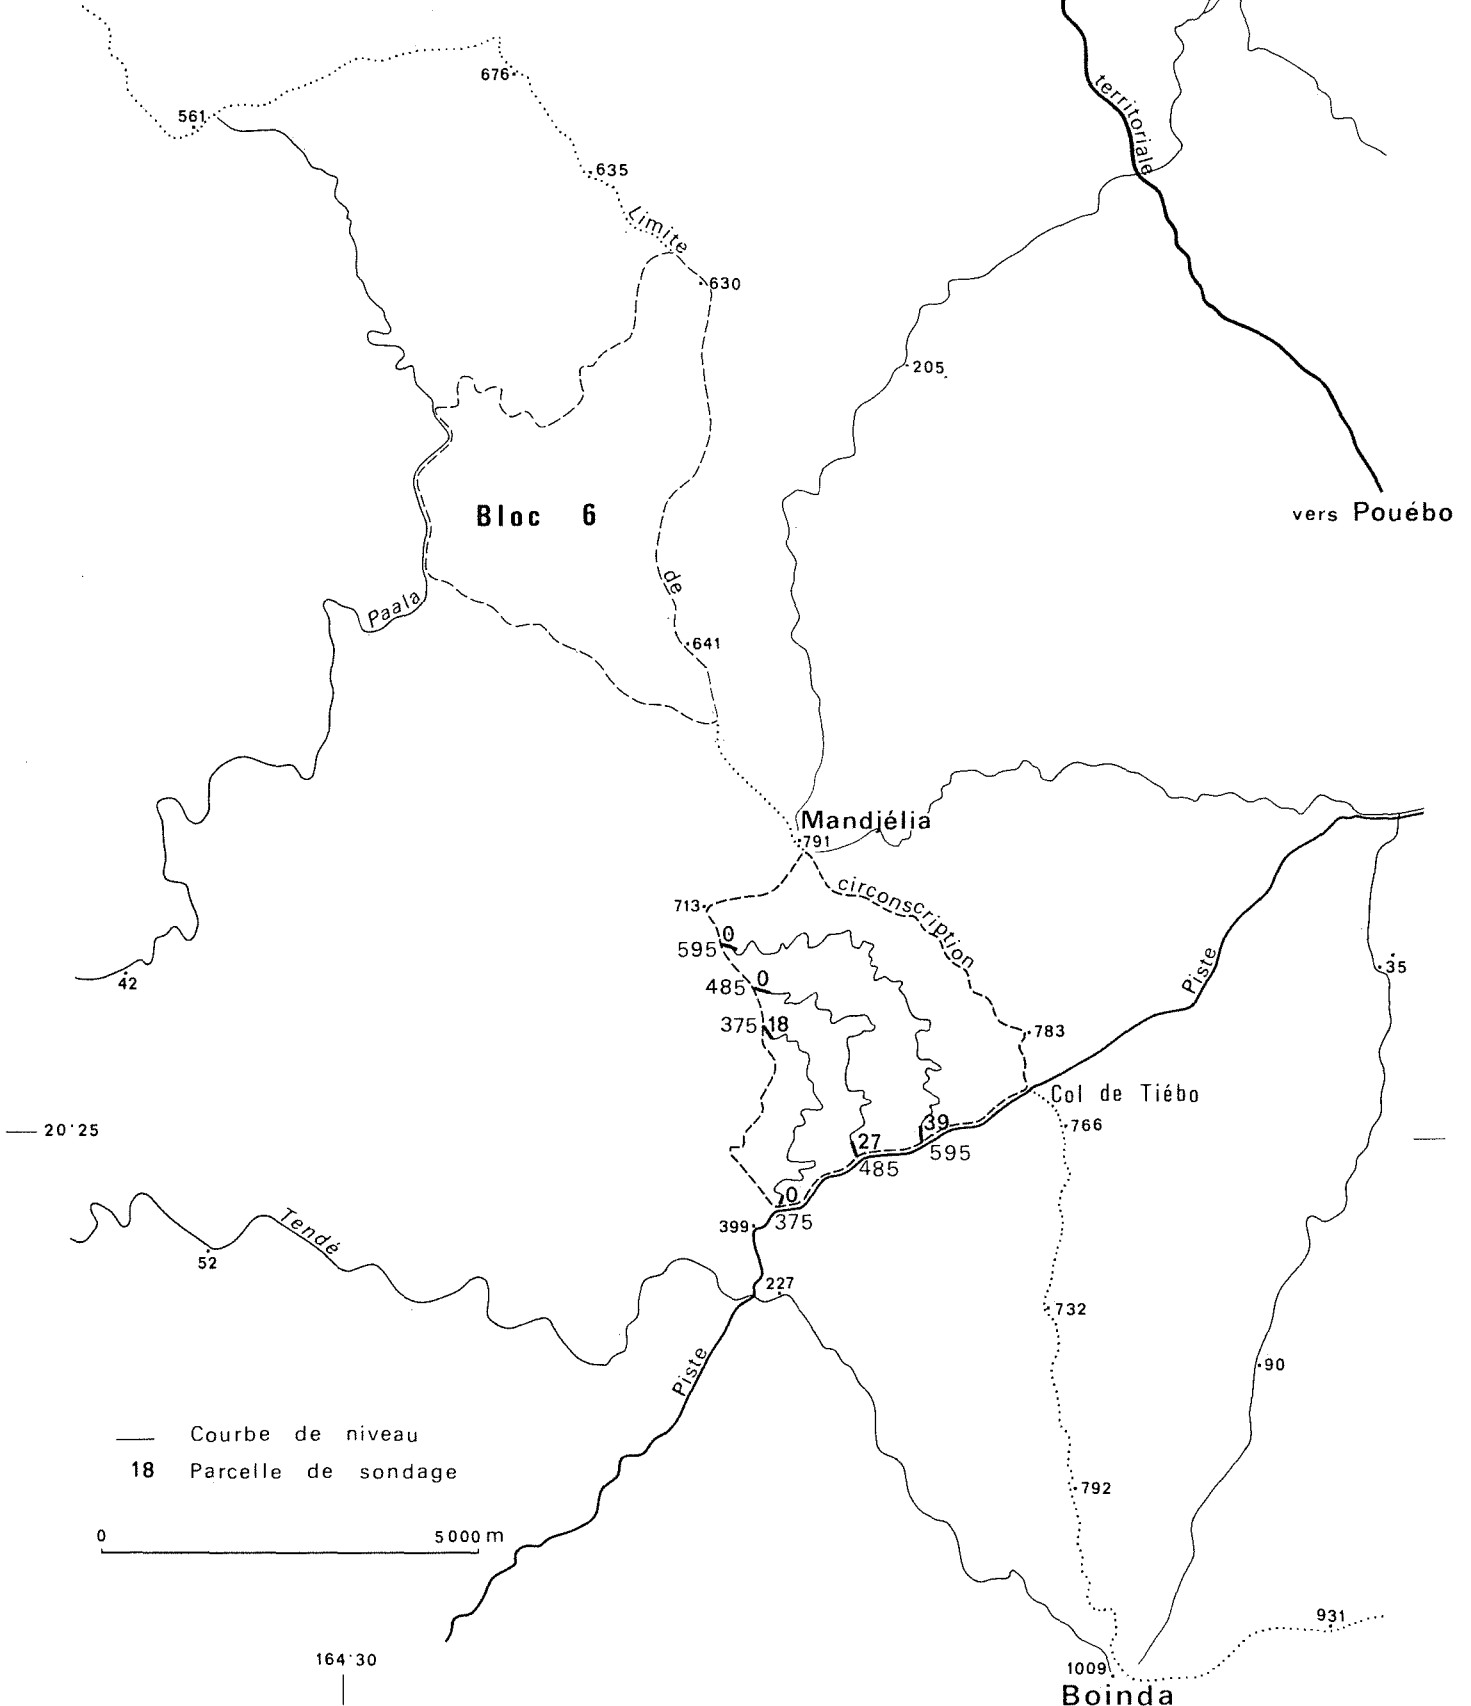 676
561
territoriale
635
Limite
630
205
Bloc 6
vers Pouébo
de
Paala
641
Mandjélia
791
circonscription
713
0
595
Piste
42
35
485
0
375
18
783
Col de Tiébo
20°25
766
39
27
595
485
0
375
Tendé
399
52
227
732
Piste
90
Courbe de niveau
18 Parcelle de sondage
792
0 5000 m
931
164°30
1009
Boinda